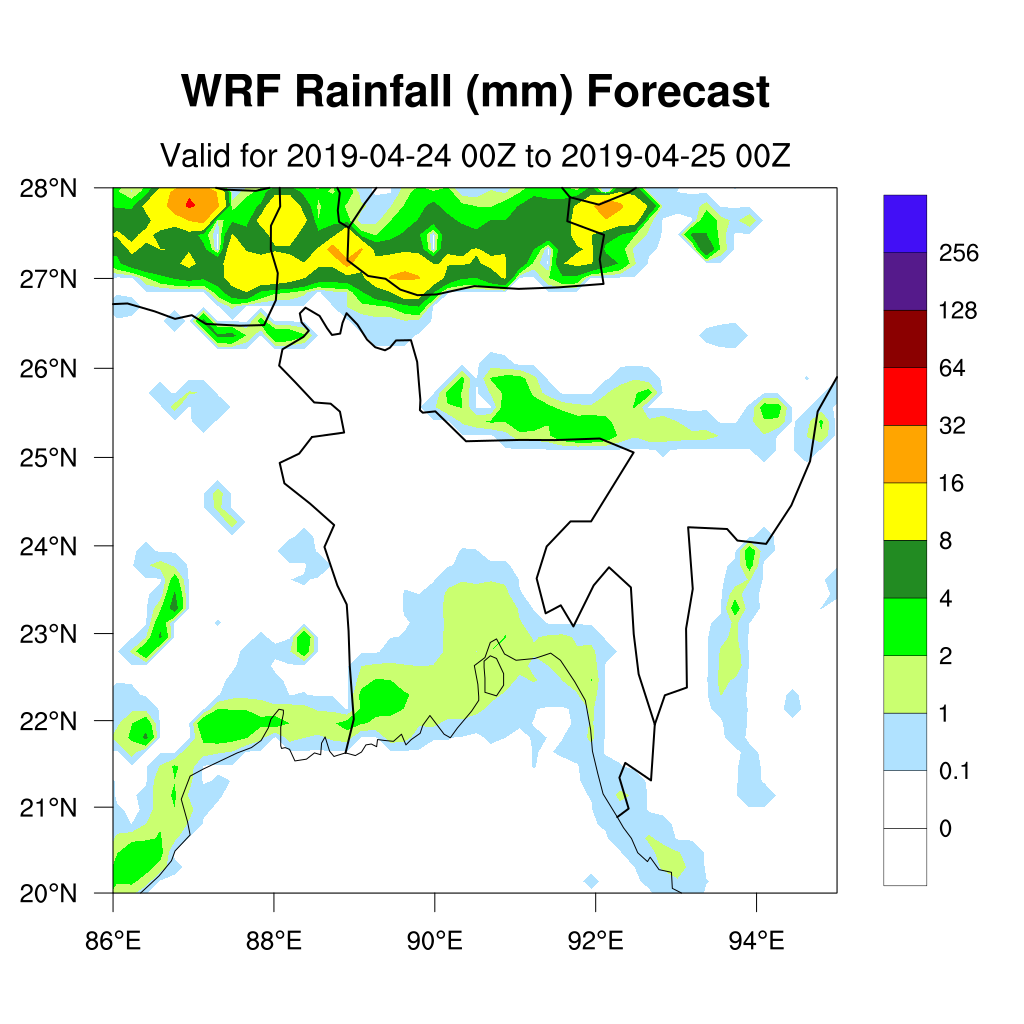 WRF Rainfall (mm) Forecast
Valid for 2019-04-24 00Z to 2019-04-25 00Z
28°N
27°N
26°N
25°N
24°N
23°N
22°N
21°N
20°N
86°E 88°E 90°E 92°E 94°E
256
128
64
32
16
8
4
2
1
0.1
0